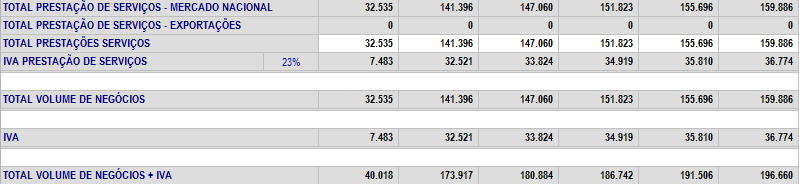 TOTAL PRESTAÇÃO DE SERVIÇOS - MERCADO NACIONAL 32.535 141.396 147.060 151.823 155.696 159.886
TOTAL PRESTAÇÃO DE SERVIÇOS - EXPORTAÇÕES 0 0 0 0 0 0
TOTAL PRESTAÇÕES SERVIÇOS 32.535 141.396 147.060 151.823 155.696 159.886
IVA PRESTAÇÃO DE SERVIÇOS 23% 7.483 32.521 33.824 34.919 35.810 36.774
TOTAL VOLUME DE NEGÓCIOS 32.535 141.396 147.060 151.823 155.696 159.886
IVA 7.483 32.521 33.824 34.919 35.810 36.774
TOTAL VOLUME DE NEGÓCIOS + IVA 40.018 173.917 180.884 186.742 191.506 196.660